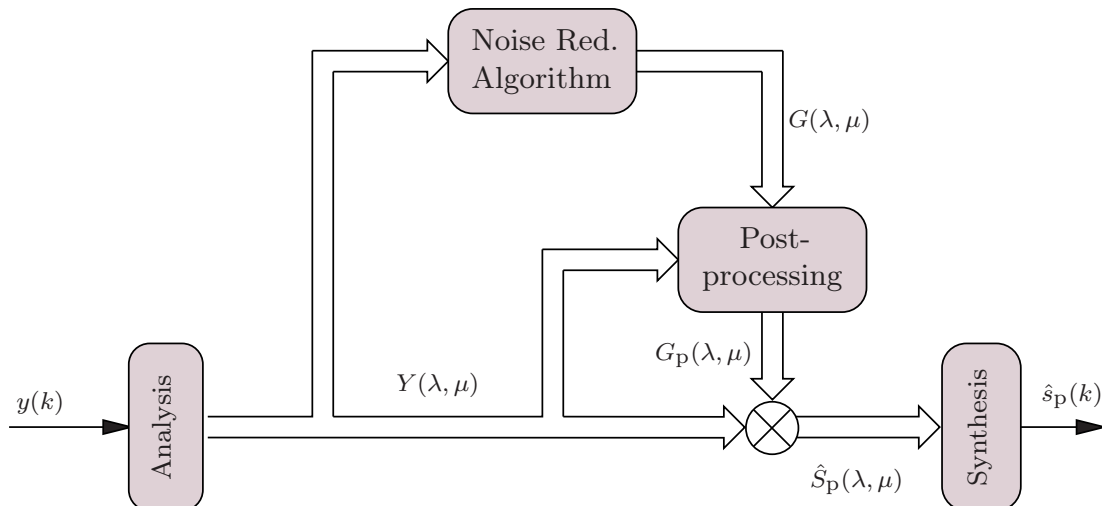 Noise Red.
Algorithm
G(λ, μ)
Post-
processing
G_p(λ, μ)
Y(λ, μ)
y(k)
Analysis
Synthesis
ŝ_p(k)
Ŝ_p(λ, μ)